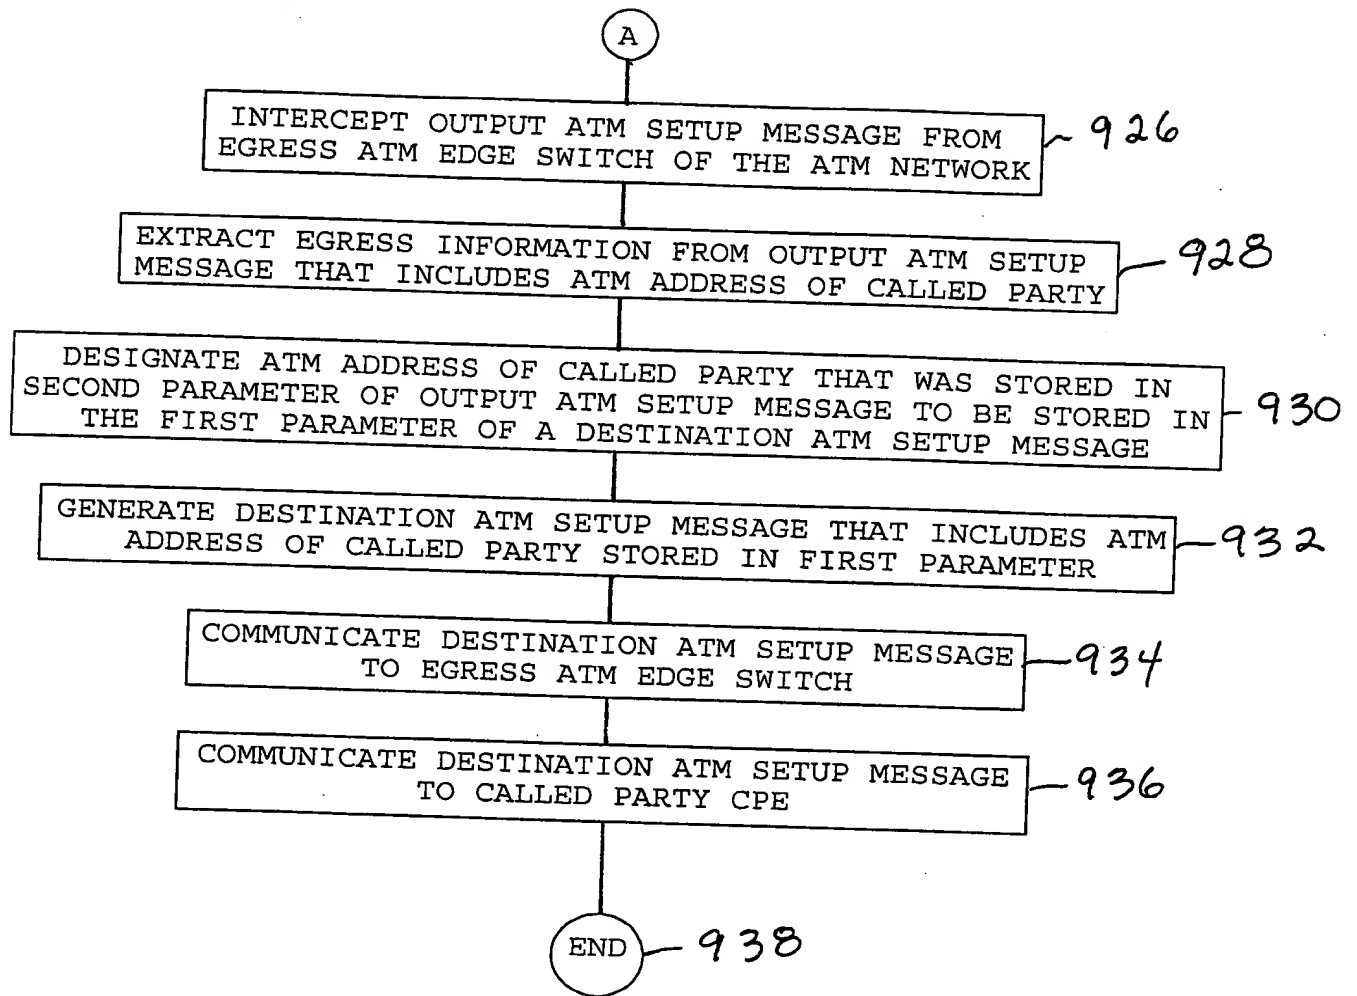 A
INTERCEPT OUTPUT ATM SETUP MESSAGE FROM
EGRESS ATM EDGE SWITCH OF THE ATM NETWORK
926
EXTRACT EGRESS INFORMATION FROM OUTPUT ATM SETUP
MESSAGE THAT INCLUDES ATM ADDRESS OF CALLED PARTY
928
DESIGNATE ATM ADDRESS OF CALLED PARTY THAT WAS STORED IN
SECOND PARAMETER OF OUTPUT ATM SETUP MESSAGE TO BE STORED IN
THE FIRST PARAMETER OF A DESTINATION ATM SETUP MESSAGE
930
GENERATE DESTINATION ATM SETUP MESSAGE THAT INCLUDES ATM
ADDRESS OF CALLED PARTY STORED IN FIRST PARAMETER
932
COMMUNICATE DESTINATION ATM SETUP MESSAGE
TO EGRESS ATM EDGE SWITCH
934
COMMUNICATE DESTINATION ATM SETUP MESSAGE
TO CALLED PARTY CPE
936
END
938